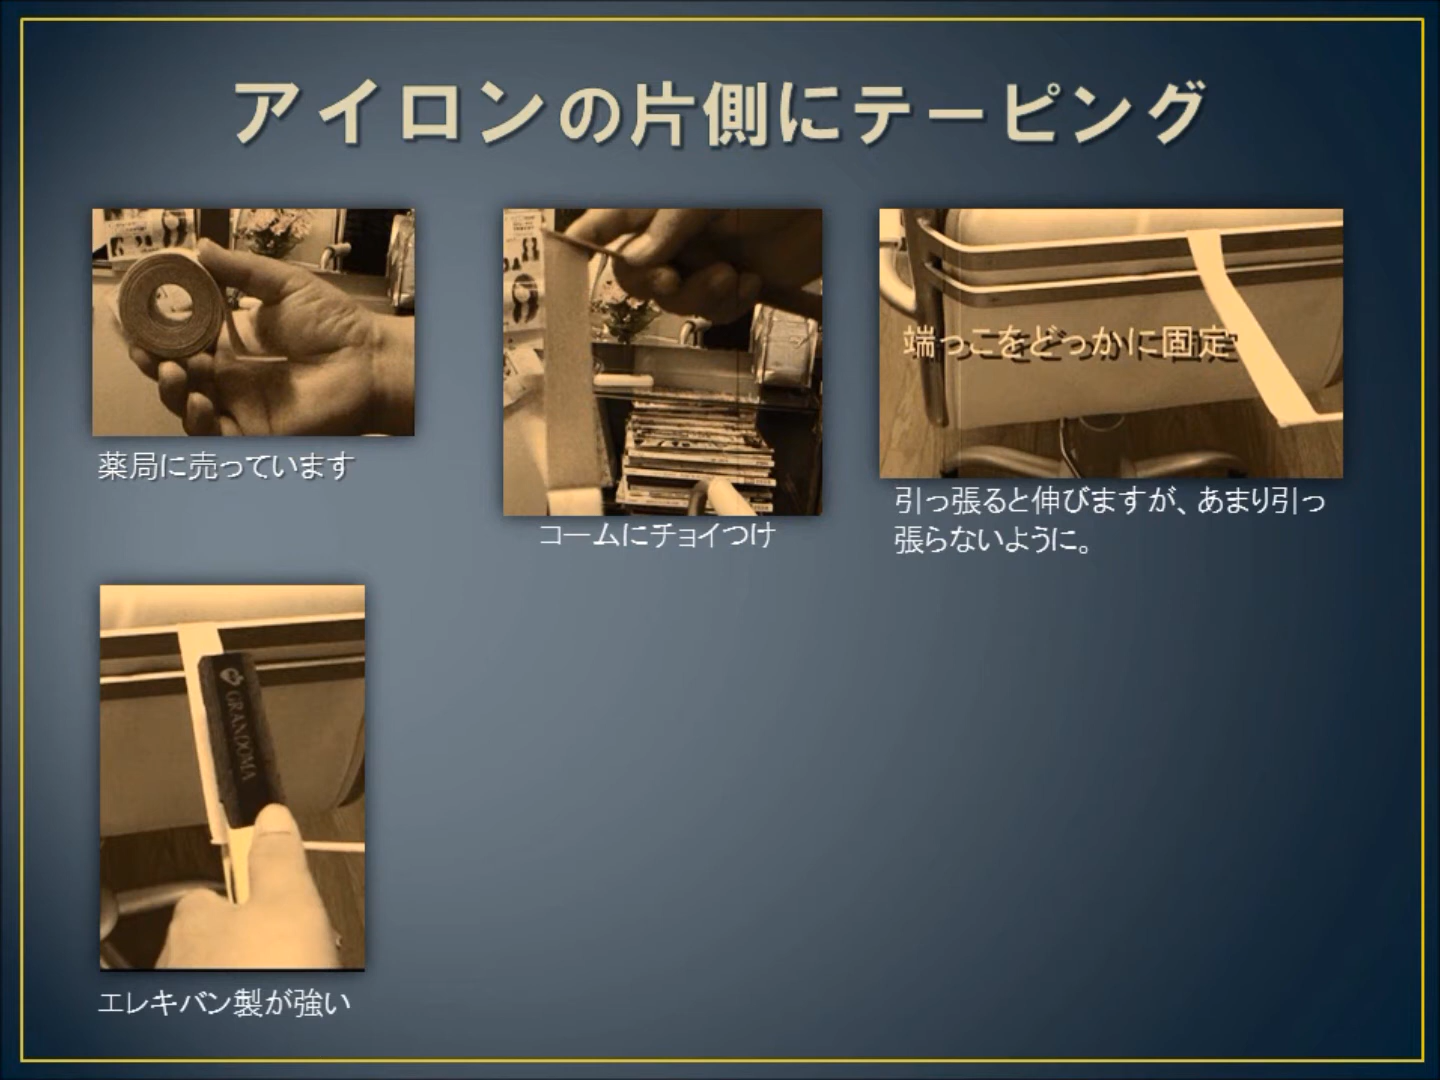 アイロンの片側にテーピング
薬局に売っています
コームにチョイつけ
端っこをどっかに固定
引っ張ると伸びますが、あまり引っ
張らないように。
GRANDOMA
エレキバン製が強い